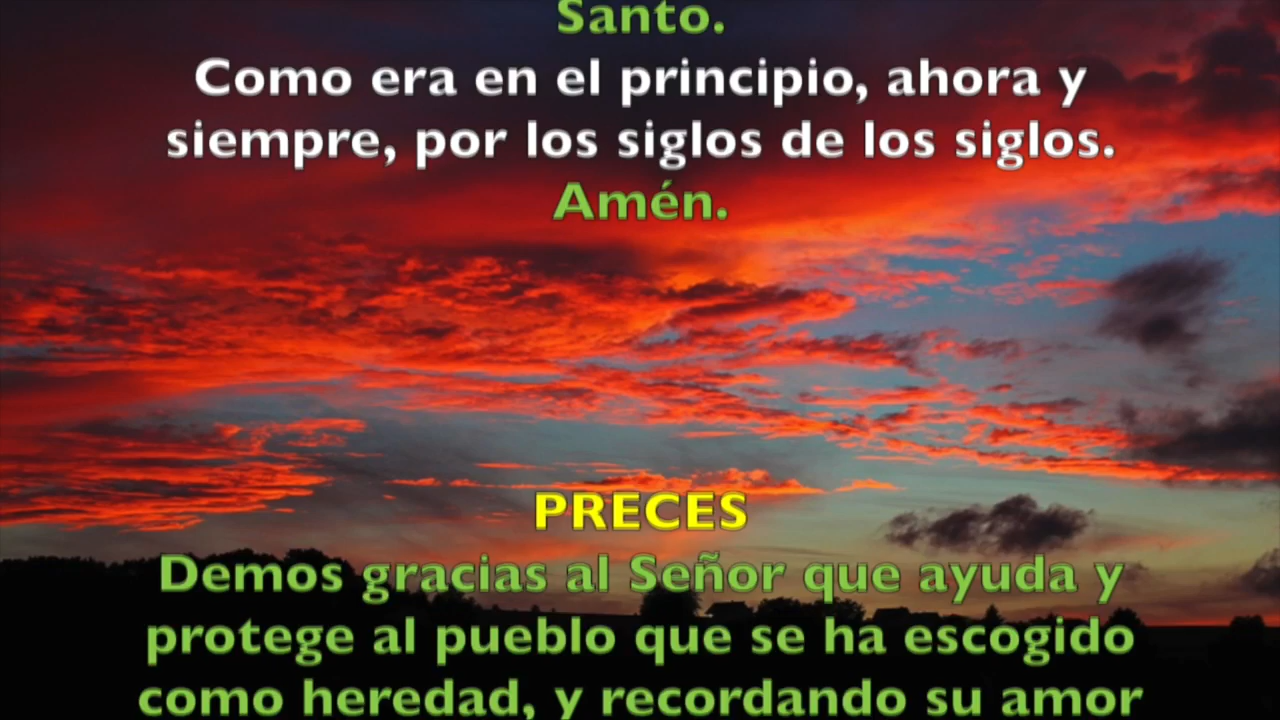 Santo.
Como era en el principio, ahora y
siempre, por los siglos de los siglos.
Amén.
PRECES
Demos gracias al Señor que ayuda y
protege al pueblo que se ha escogido
como heredad, y recordando su amor